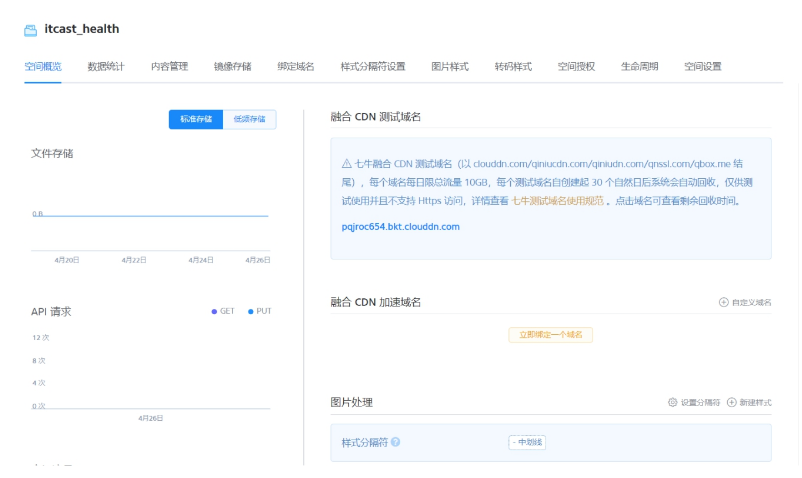 itcast_health
空间概览 数据统计 内容管理 镜像存储 绑定域名 样式分隔符设置 图片样式 转码样式 空间授权 生命周期 空间设置
标准存储 低频存储
文件存储
0 B
4月20日 4月22日 4月24日 4月26日
API 请求
GET PUT
12 次
8 次
4 次
0 次
4月26日
融合 CDN 测试域名
七牛融合 CDN 测试域名（以 clouddn.com/qiniucdn.com/qiniudn.com/qnssl.com/qbox.me 结
尾），每个域名每日限总流量 10GB，每个测试域名自创建起 30 个自然日后系统会自动回收，仅供测
试使用并且不支持 Https 访问，详情查看 七牛测试域名使用规范 。点击域名可查看剩余回收时间。
pqjroc654.bkt.clouddn.com
融合 CDN 加速域名
自定义域名
立即绑定一个域名
图片处理
设置分隔符 新建样式
样式分隔符 ?
- 中划线